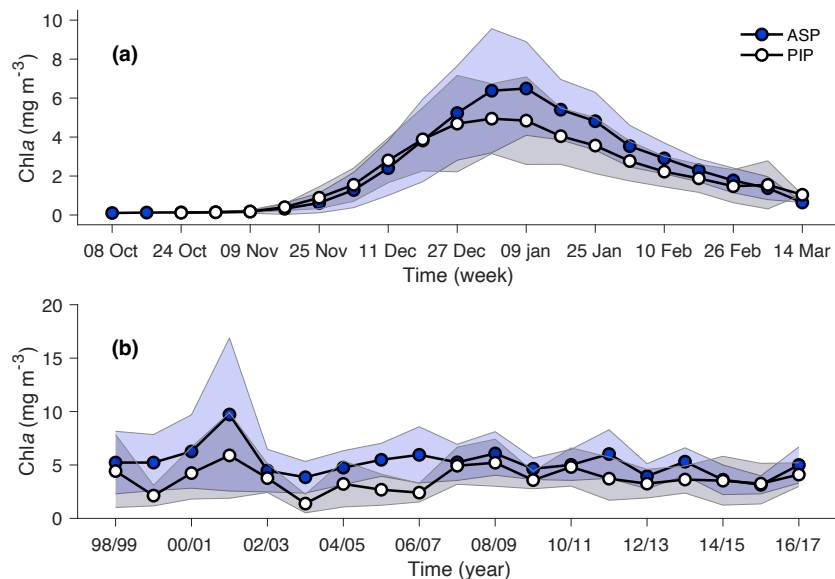 10
8
6
4
2
0
Chla (mg m-3)
(a)
ASP
PIP
08 Oct 24 Oct 09 Nov 25 Nov 11 Dec 27 Dec 09 jan 25 Jan 10 Feb 26 Feb 14 Mar
Time (week)
20
15
10
5
0
Chla (mg m-3)
(b)
98/99 00/01 02/03 04/05 06/07 08/09 10/11 12/13 14/15 16/17
Time (year)